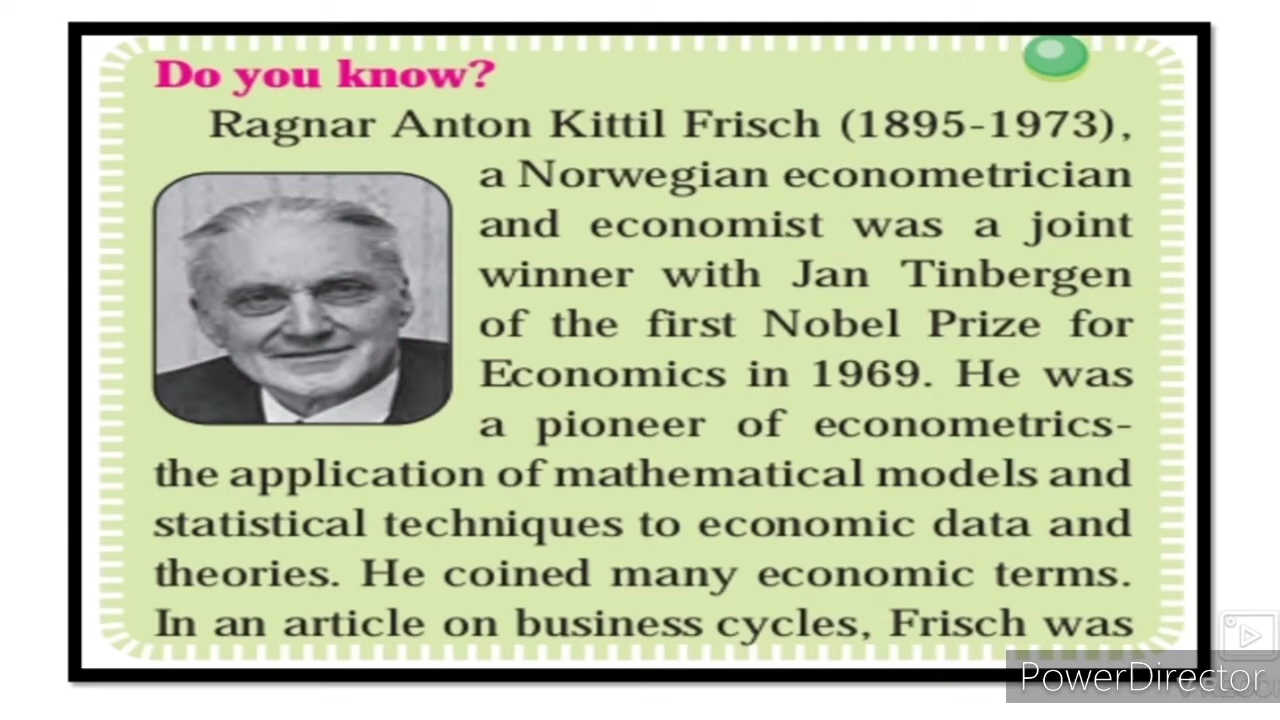 Do you know?
Ragnar Anton Kittil Frisch (1895-1973),
a Norwegian econometrician
and economist was a joint
winner with Jan Tinbergen
of the first Nobel Prize for
Economics in 1969. He was
a pioneer of econometrics-
the application of mathematical models and
statistical techniques to economic data and
theories. He coined many economic terms.
In an article on business cycles, Frisch was
PowerDirector